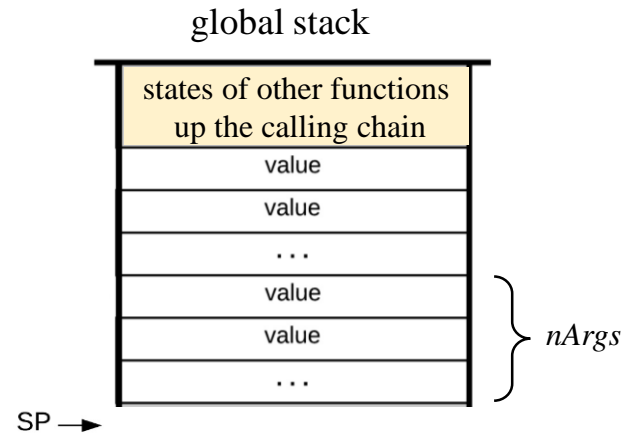 global stack
states of other functions
up the calling chain
value
value
...
value
value
...
nArgs
SP